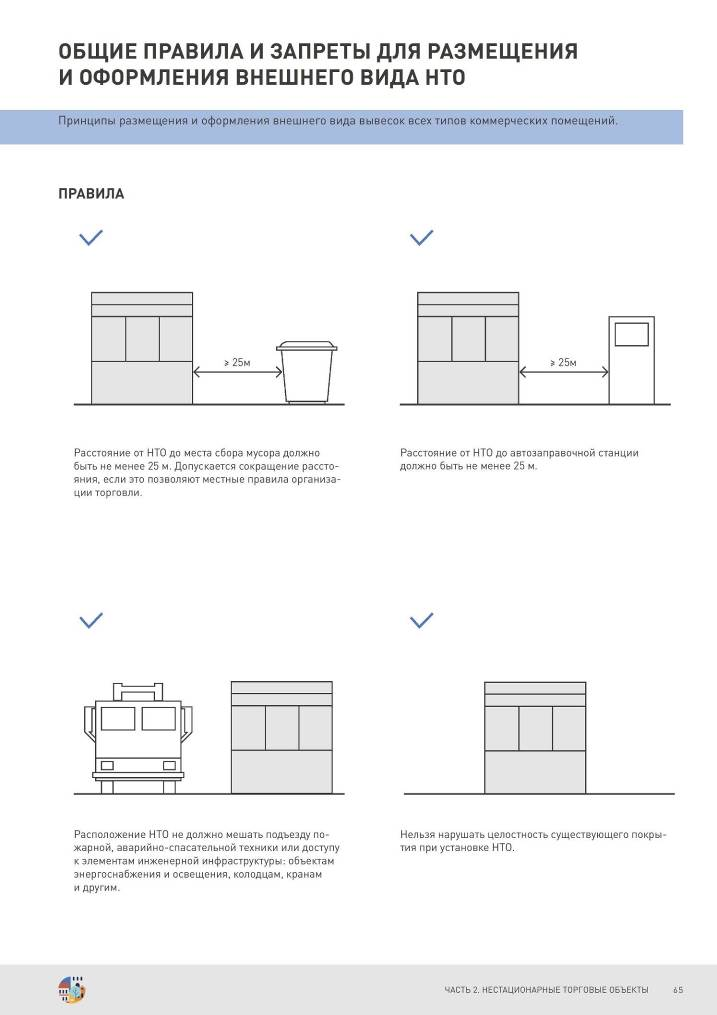 ОБЩИЕ ПРАВИЛА И ЗАПРЕТЫ ДЛЯ РАЗМЕЩЕНИЯ
И ОФОРМЛЕНИЯ ВНЕШНЕГО ВИДА НТО
Принципы размещения и оформления внешнего вида вывесок всех типов коммерческих помещений.
ПРАВИЛА
⩾ 25м
⩾ 25м
Расстояние от НТО до места сбора мусора должно
быть не менее 25 м. Допускается сокращение рассто-
яния, если это позволяют местные правила организа-
ции торговли.
Расстояние от НТО до автозаправочной станции
должно быть не менее 25 м.
Расположение НТО не должно мешать подъезду по-
жарной, аварийно-спасательной техники или доступу
к элементам инженерной инфраструктуры: объектам
энергоснабжения и освещения, колодцам, кранам
и другим.
Нельзя нарушать целостность существующего покры-
тия при установке НТО.
ЧАСТЬ 2. НЕСТАЦИОНАРНЫЕ ТОРГОВЫЕ ОБЪЕКТЫ 65